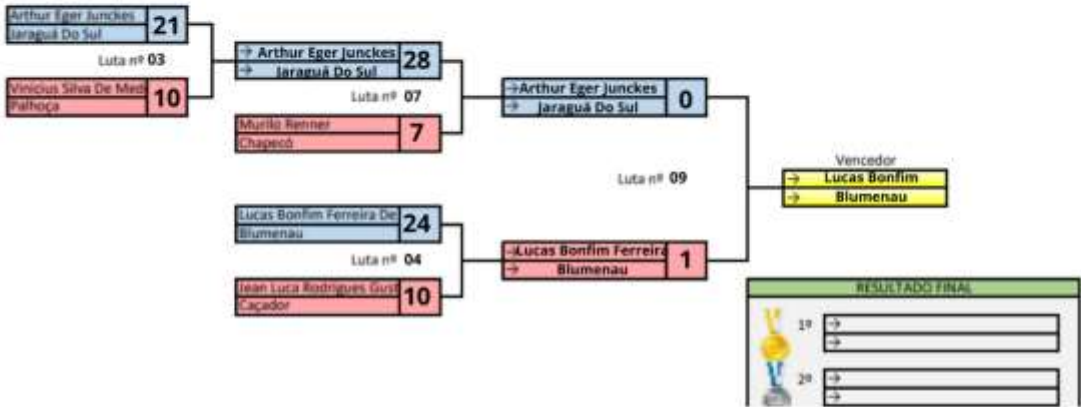 Arthur Eger Junckes 21
Jaraguá Do Sul
Luta nº 03
Vinicius Silva De Med 10
Palhoça
→ Arthur Eger Junckes 28
→ Jaraguá Do Sul
Luta nº 07
Murilo Renner 7
Chapecó
→Arthur Eger Junckes 0
→ Jaraguá Do Sul
Luta nº 09
Vencedor
→ Lucas Bonfim
→ Blumenau
Lucas Bonfim Ferreira De 24
Blumenau
Luta nº 04
Jean Luca Rodrigues Gust 10
Caçador
→Lucas Bonfim Ferreira 1
→ Blumenau
RESULTADO FINAL
1º →
→
2º →
→